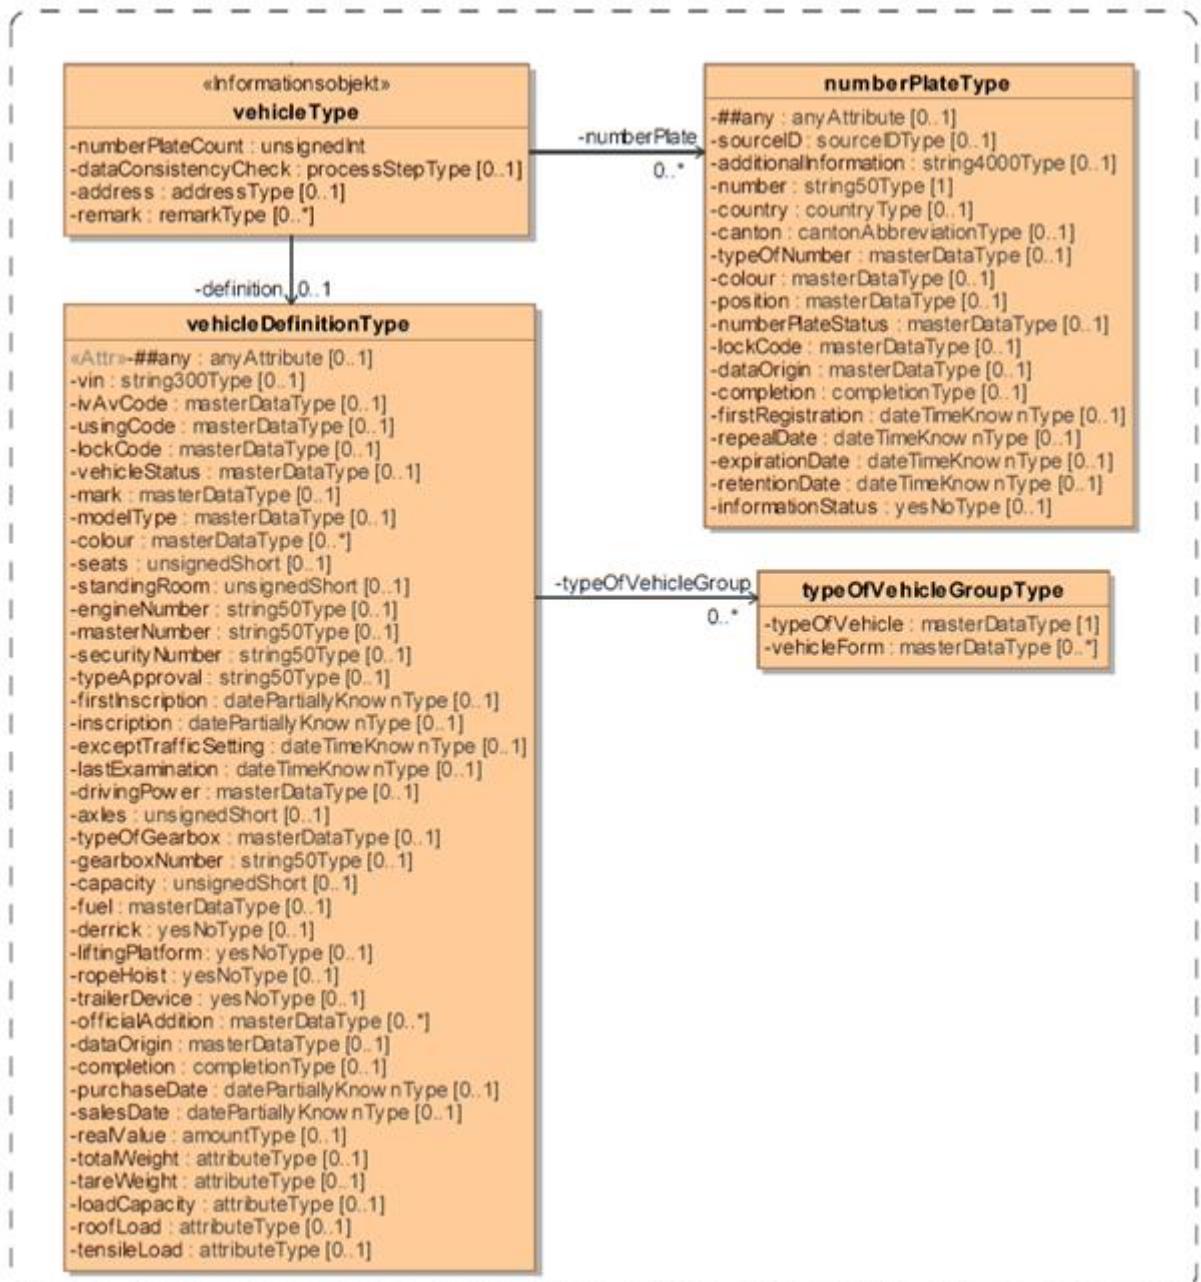 «Informationsobjekt»
vehicleType
-numberPlateCount : unsignedInt
-dataConsistencyCheck : processStepType [0..1]
-address : addressType [0..1]
-remark : remarkType [0..*]
-numberPlate
0..*
numberPlateType
-##any : anyAttribute [0..1]
-sourceID : sourceIDType [0..1]
-additionalInformation : string4000Type [0..1]
-number : string50Type [1]
-country : countryType [0..1]
-canton : cantonAbbreviationType [0..1]
-typeOfNumber : masterDataType [0..1]
-colour : masterDataType [0..1]
-position : masterDataType [0..1]
-numberPlateStatus : masterDataType [0..1]
-lockCode : masterDataType [0..1]
-dataOrigin : masterDataType [0..1]
-completion : completionType [0..1]
-firstRegistration : dateTimeKnownType [0..1]
-repealDate : dateTimeKnownType [0..1]
-expirationDate : dateTimeKnownType [0..1]
-retentionDate : dateTimeKnownType [0..1]
-informationStatus : yesNoType [0..1]
-definition 0..1
vehicleDefinitionType
«Attr»-##any : anyAttribute [0..1]
-vin : string300Type [0..1]
-ivAvCode : masterDataType [0..1]
-usingCode : masterDataType [0..1]
-lockCode : masterDataType [0..1]
-vehicleStatus : masterDataType [0..1]
-mark : masterDataType [0..1]
-modelType : masterDataType [0..1]
-colour : masterDataType [0..*]
-seats : unsignedShort [0..1]
-standingRoom : unsignedShort [0..1]
-engineNumber : string50Type [0..1]
-masterNumber : string50Type [0..1]
-securityNumber : string50Type [0..1]
-typeApproval : string50Type [0..1]
-firstInscription : datePartiallyKnownType [0..1]
-inscription : datePartiallyKnownType [0..1]
-exceptTrafficSetting : dateTimeKnownType [0..1]
-lastExamination : dateTimeKnownType [0..1]
-drivingPower : masterDataType [0..1]
-axles : unsignedShort [0..1]
-typeOfGearbox : masterDataType [0..1]
-gearboxNumber : string50Type [0..1]
-capacity : unsignedShort [0..1]
-fuel : masterDataType [0..1]
-derrick : yesNoType [0..1]
-liftingPlatform : yesNoType [0..1]
-ropeHoist : yesNoType [0..1]
-trailerDevice : yesNoType [0..1]
-officialAddition : masterDataType [0..*]
-dataOrigin : masterDataType [0..1]
-completion : completionType [0..1]
-purchaseDate : datePartiallyKnownType [0..1]
-salesDate : datePartiallyKnownType [0..1]
-realValue : amountType [0..1]
-totalWeight : attributeType [0..1]
-tareWeight : attributeType [0..1]
-loadCapacity : attributeType [0..1]
-roofLoad : attributeType [0..1]
-tensileLoad : attributeType [0..1]
-typeOfVehicleGroup
0..*
typeOfVehicleGroupType
-typeOfVehicle : masterDataType [1]
-vehicleForm : masterDataType [0..*]